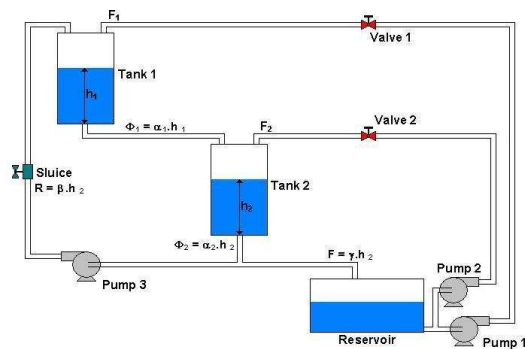 F₁
Valve 1
Tank 1
h₁
Φ₁ = α₁.h₁
F₂
Valve 2
Sluice
R = β.h₂
Tank 2
h₂
Φ₂ = α₂.h₂
F = γ.h₂
Pump 3
Pump 2
Reservoir
Pump 1